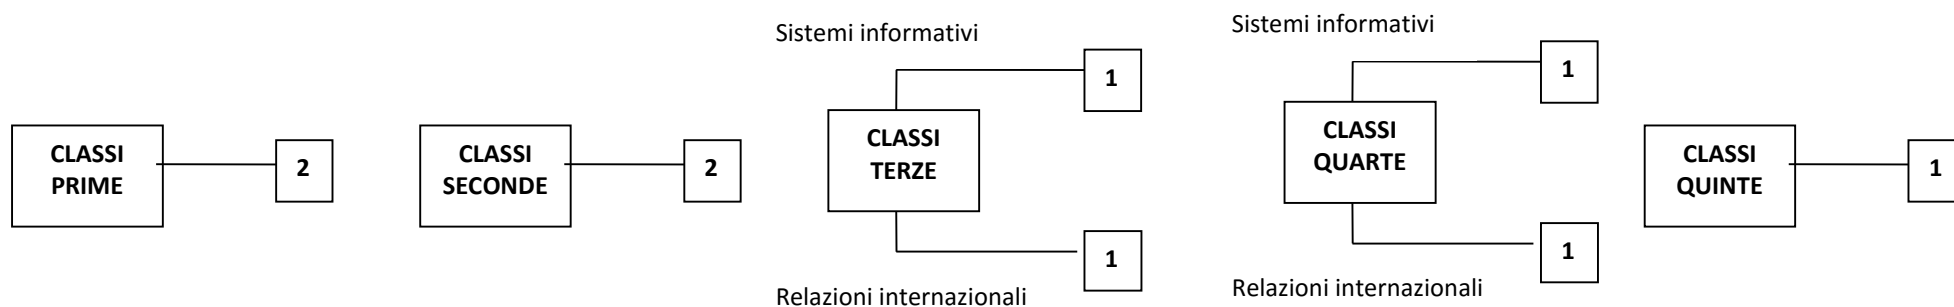 CLASSI
PRIME
2
CLASSI
SECONDE
2
Sistemi informativi
1
CLASSI
TERZE
1
Relazioni internazionali
Sistemi informativi
1
CLASSI
QUARTE
1
Relazioni internazionali
CLASSI
QUINTE
1